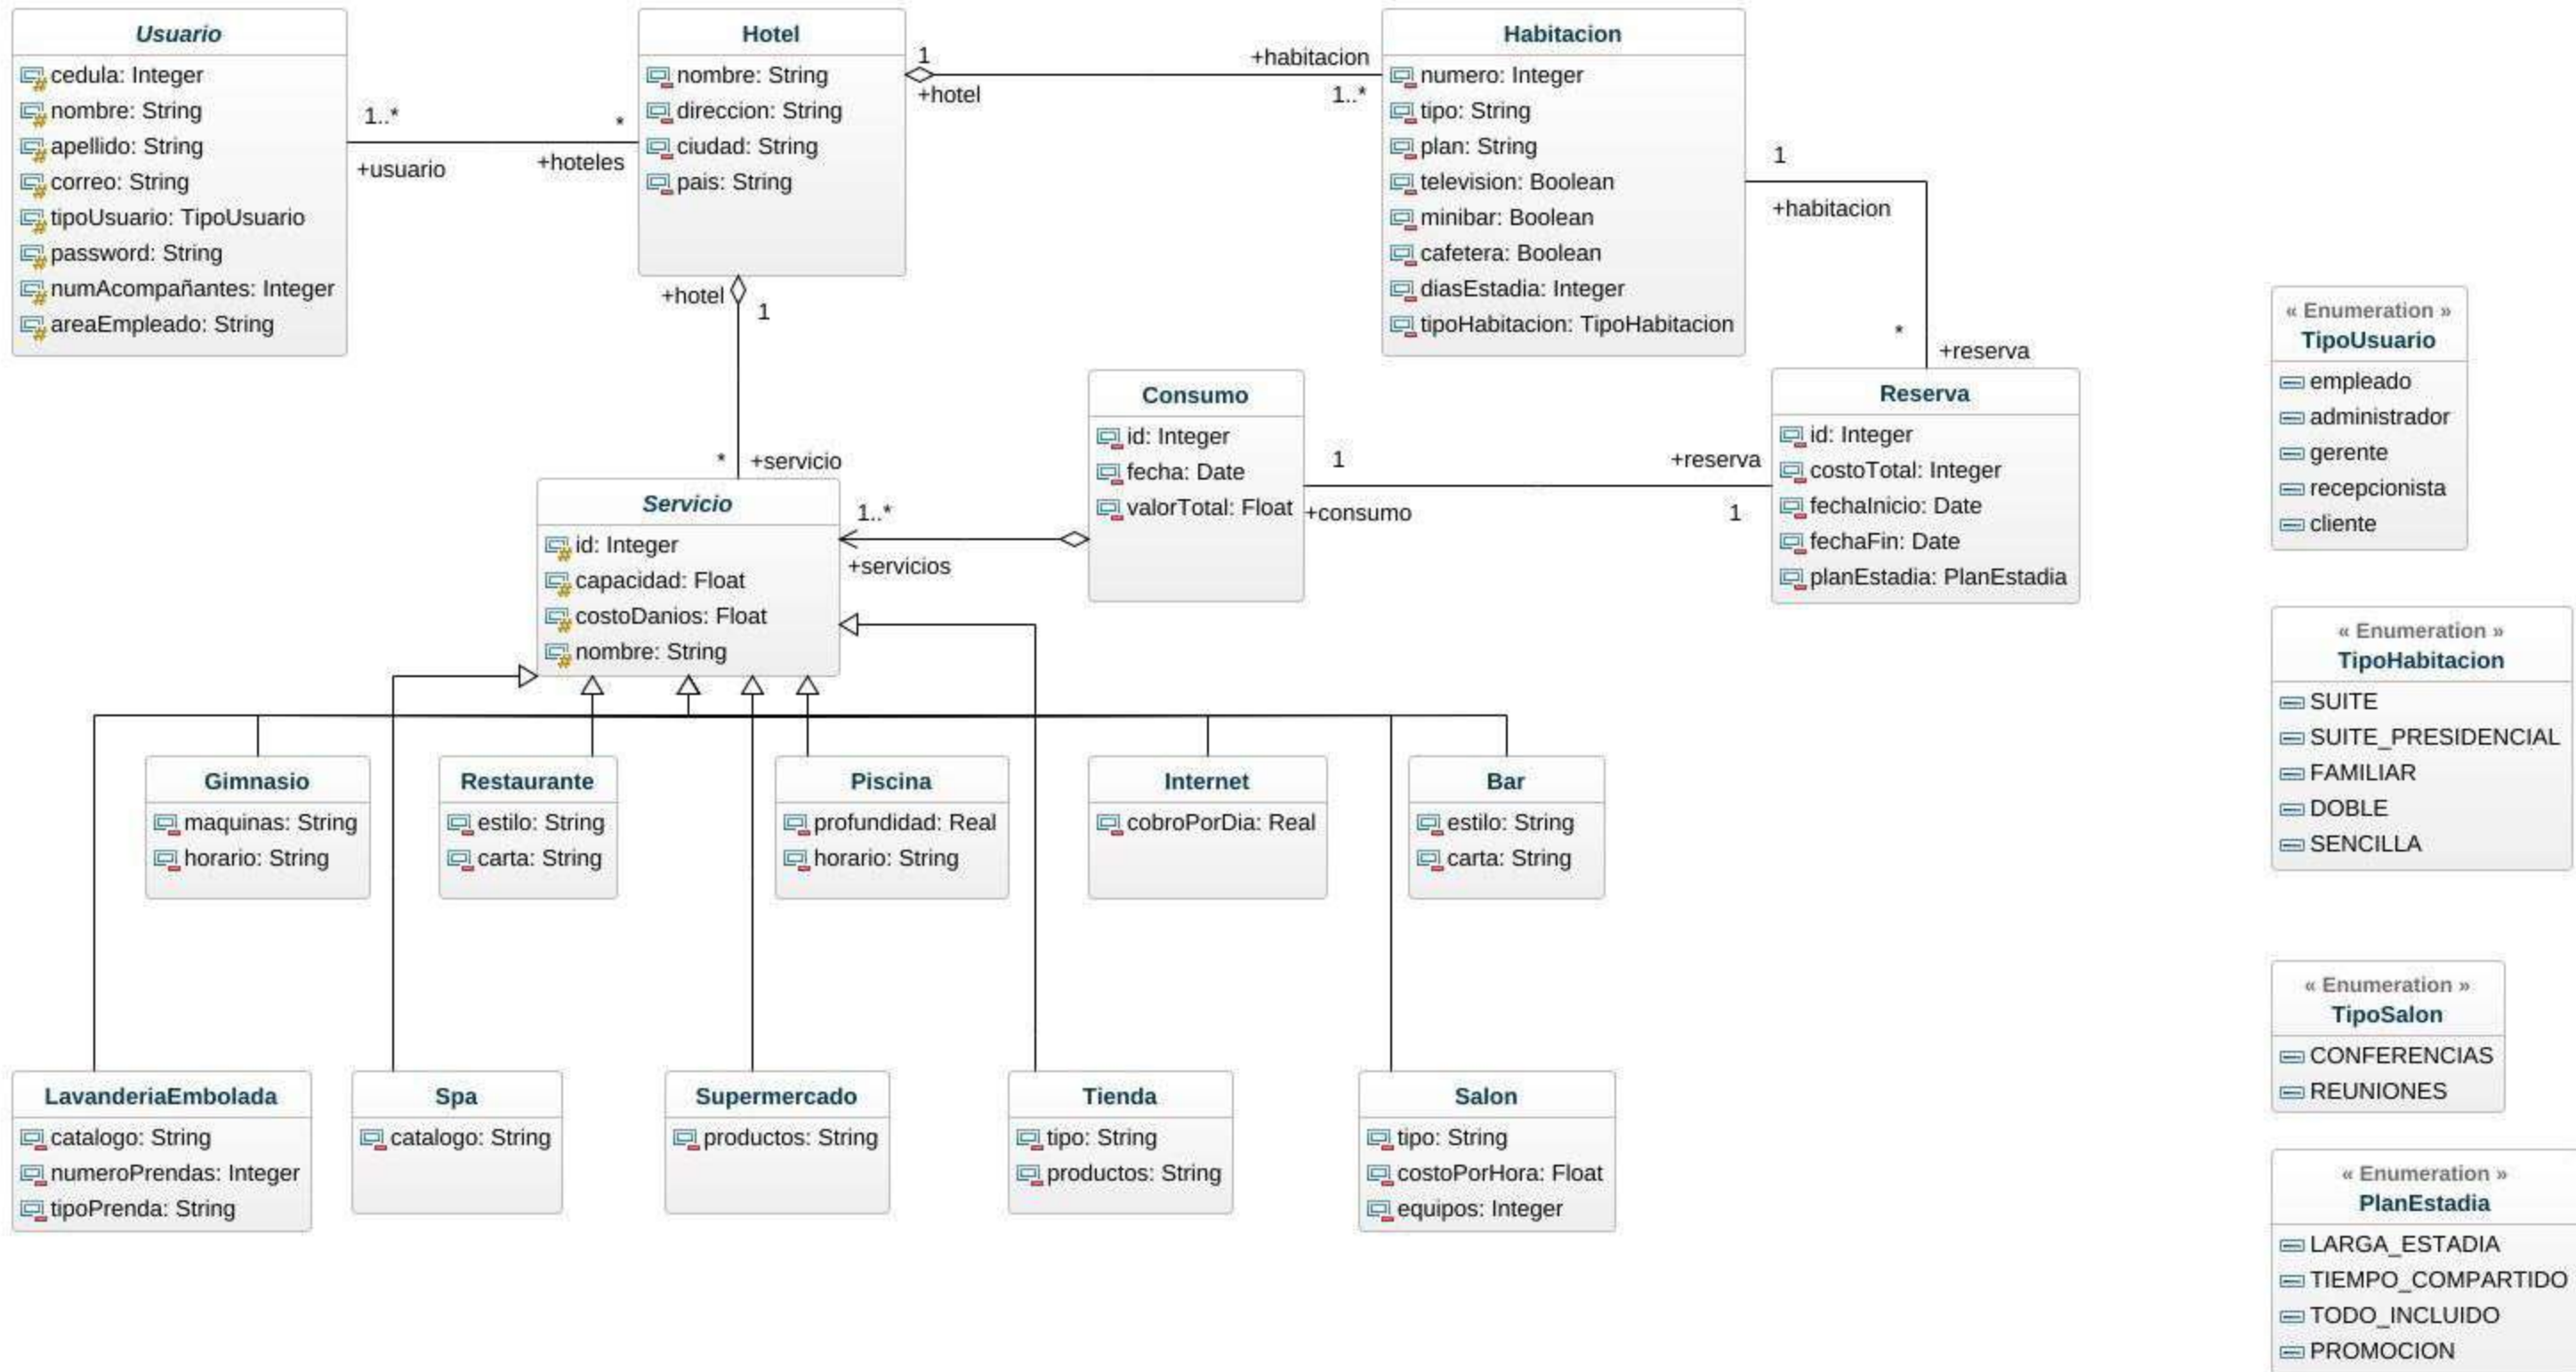 Usuario
cedula: Integer
nombre: String
apellido: String
correo: String
tipoUsuario: TipoUsuario
password: String
numAcompañantes: Integer
areaEmpleado: String
1..*
+usuario
*
+hoteles
Hotel
nombre: String
direccion: String
ciudad: String
pais: String
1
+hotel
+habitacion
1..*
Habitacion
numero: Integer
tipo: String
plan: String
television: Boolean
minibar: Boolean
cafetera: Boolean
diasEstadia: Integer
tipoHabitacion: TipoHabitacion
1
+habitacion
*
+reserva
+hotel
1
*
+servicio
Servicio
id: Integer
capacidad: Float
costoDanios: Float
nombre: String
1..*
+servicios
Consumo
id: Integer
fecha: Date
valorTotal: Float
1
+consumo
+reserva
1
Reserva
id: Integer
costoTotal: Integer
fechaInicio: Date
fechaFin: Date
planEstadia: PlanEstadia
Gimnasio
maquinas: String
horario: String
Restaurante
estilo: String
carta: String
Piscina
profundidad: Real
horario: String
Internet
cobroPorDia: Real
Bar
estilo: String
carta: String
LavanderiaEmbolada
catalogo: String
numeroPrendas: Integer
tipoPrenda: String
Spa
catalogo: String
Supermercado
productos: String
Tienda
tipo: String
productos: String
Salon
tipo: String
costoPorHora: Float
equipos: Integer
« Enumeration »
TipoUsuario
empleado
administrador
gerente
recepcionista
cliente
« Enumeration »
TipoHabitacion
SUITE
SUITE_PRESIDENCIAL
FAMILIAR
DOBLE
SENCILLA
« Enumeration »
TipoSalon
CONFERENCIAS
REUNIONES
« Enumeration »
PlanEstadia
LARGA_ESTADIA
TIEMPO_COMPARTIDO
TODO_INCLUIDO
PROMOCION